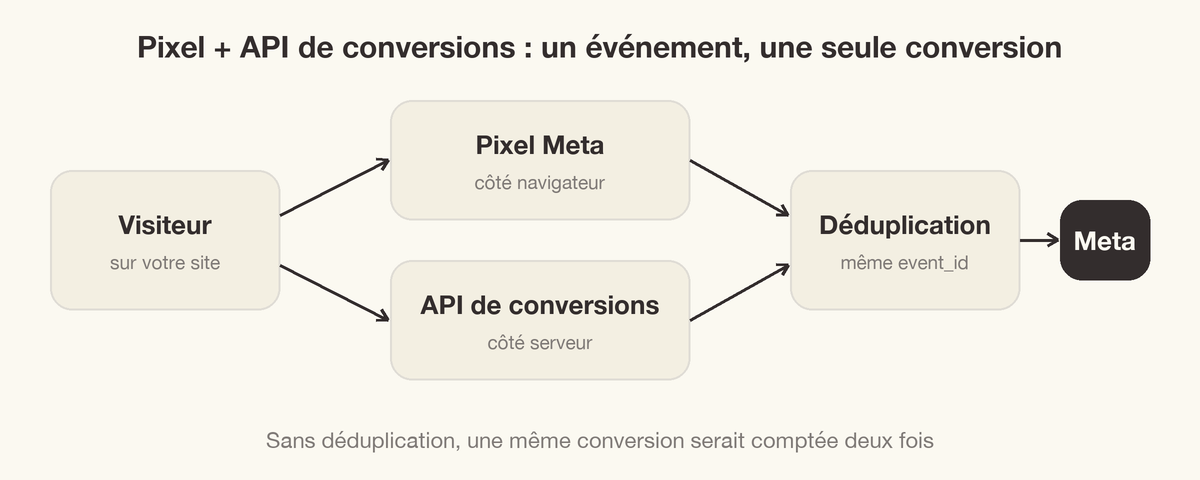 Pixel + API de conversions : un événement, une seule conversion
Visiteur
sur votre site
Pixel Meta
côté navigateur
API de conversions
côté serveur
Déduplication
même event_id
Meta
Sans déduplication, une même conversion serait comptée deux fois